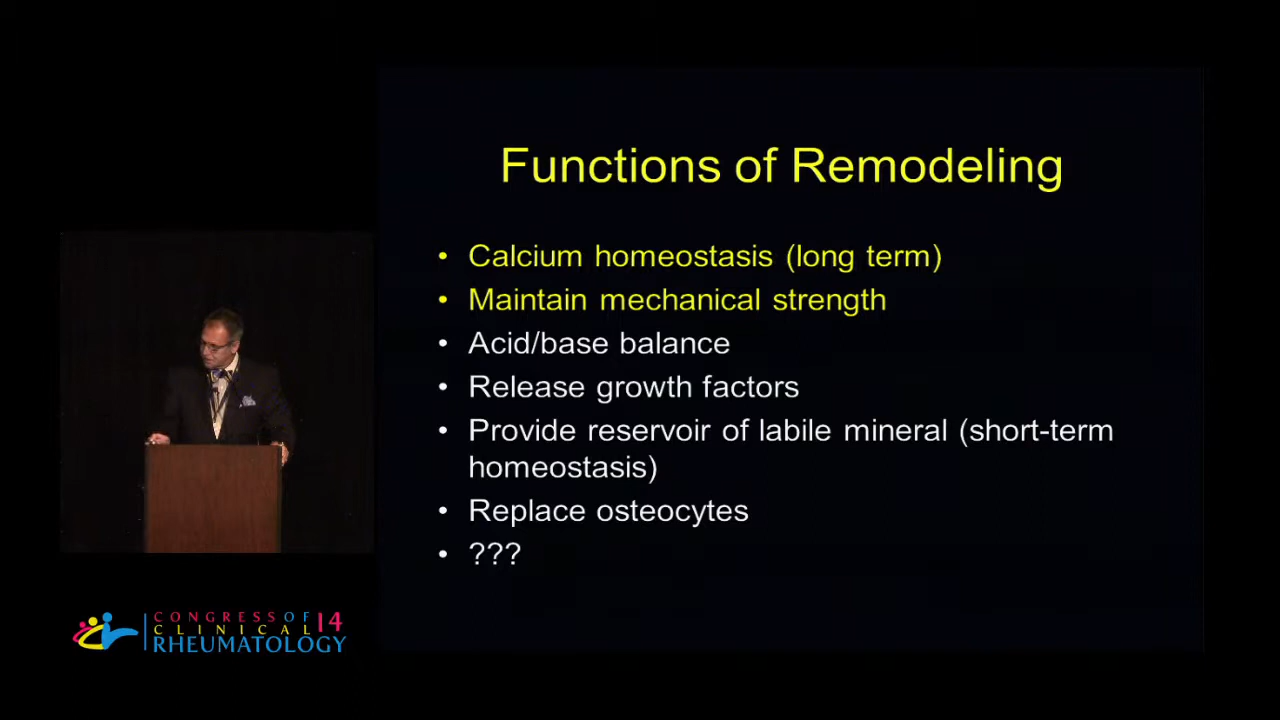 Functions of Remodeling
• Calcium homeostasis (long term)
• Maintain mechanical strength
• Acid/base balance
• Release growth factors
• Provide reservoir of labile mineral (short-term
homeostasis)
• Replace osteocytes
• ???
CONGRESS OF 14
CLINICAL
RHEUMATOLOGY